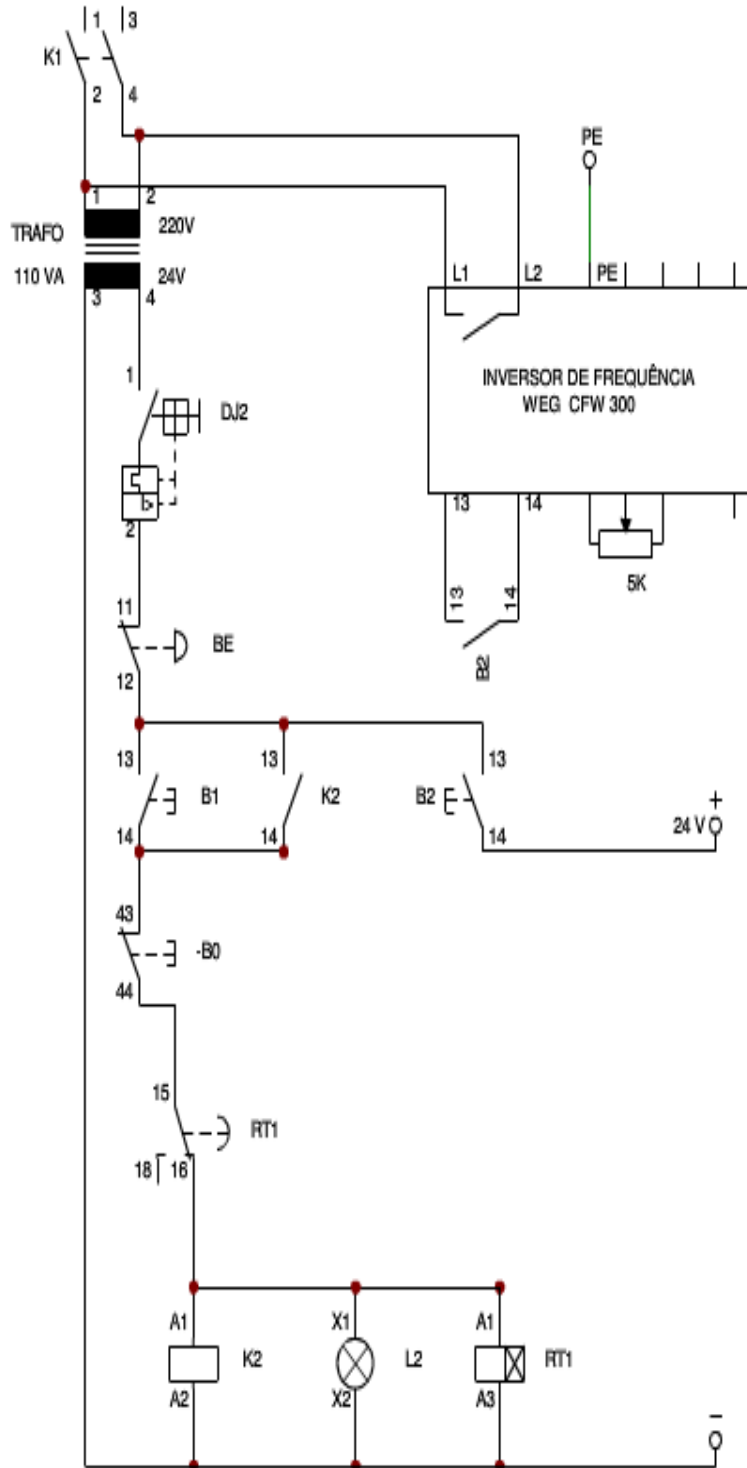 1 3
K1
2 4
PE
1 2
TRAFO 220V
110 VA 24V
3 4
L1 L2 PE
INVERSOR DE FREQUÊNCIA
WEG CFW 300
1
DJ2
2
13 14
13 14
5K
B2
11
BE
12
13 13 13
B1 K2 B2
14 14 14
+
24 V
43
-B0
44
15
RT1
18 16
A1 X1 A1
K2 L2 RT1
A2 X2 A3
-